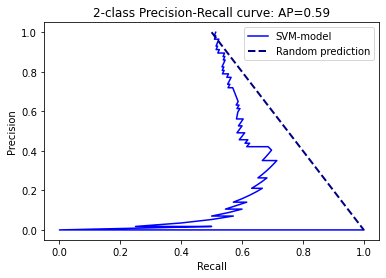 2-class Precision-Recall curve: AP=0.59
SVM-model
Random prediction
Precision
1.0
0.8
0.6
0.4
0.2
0.0
0.0 0.2 0.4 0.6 0.8 1.0
Recall